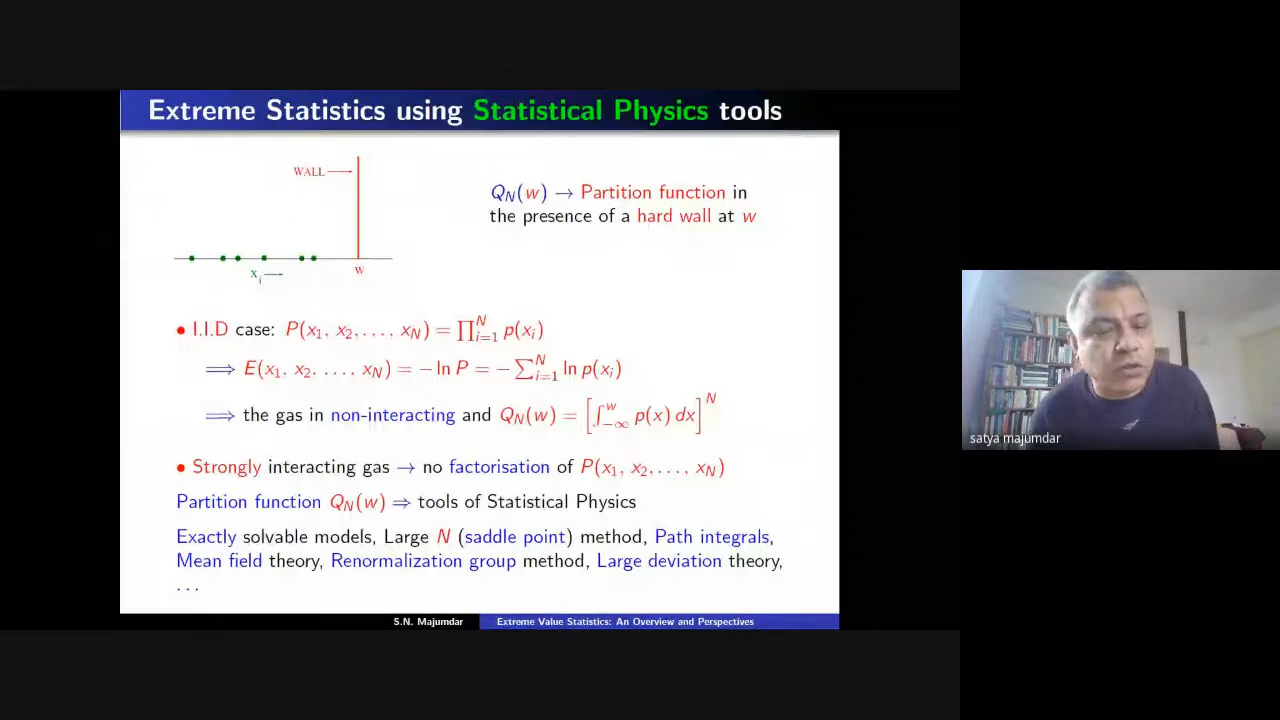 Extreme Statistics using Statistical Physics tools
WALL
w
x_i
Q_N(w) → Partition function in
the presence of a hard wall at w
• I.I.D case: P(x_1, x_2, ..., x_N) = ∏_{i=1}^N p(x_i)
⟹ E(x_1, x_2. ..., x_N) = − ln P = − ∑_{i=1}^N ln p(x_i)
⟹ the gas in non-interacting and Q_N(w) = [∫_{−∞}^w p(x) dx]^N
• Strongly interacting gas → no factorisation of P(x_1, x_2, ..., x_N)
Partition function Q_N(w) ⇒ tools of Statistical Physics
Exactly solvable models, Large N (saddle point) method, Path integrals,
Mean field theory, Renormalization group method, Large deviation theory,
...
S.N. Majumdar
Extreme Value Statistics: An Overview and Perspectives
satya majumdar